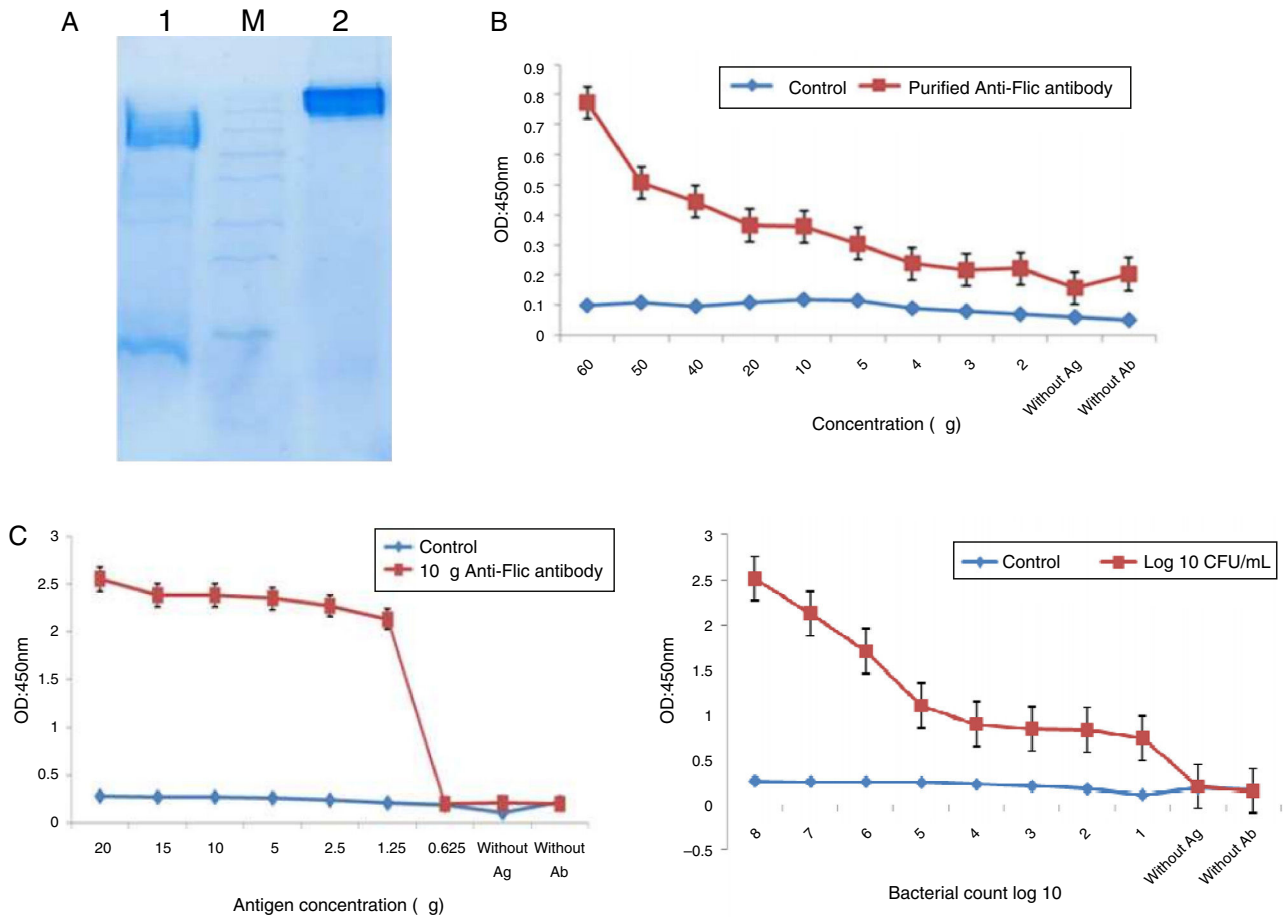 A
1 M 2
B
0.9
0.8
0.7
0.6
0.5
0.4
0.3
0.2
0.1
0
OD:450nm
Control
Purified Anti-Flic antibody
60 50 40 20 10 5 4 3 2 Without Ag Without Ab
Concentration ( g)
C
3
2.5
2
1.5
1
0.5
0
OD:450nm
Control
10 g Anti-Flic antibody
20 15 10 5 2.5 1.25 0.625 Without Without
Ag Ab
Antigen concentration ( g)
3
2.5
2
1.5
1
0.5
0
–0.5
OD:450nm
Control
Log 10 CFU/mL
8 7 6 5 4 3 2 1 Without Ag Without Ab
Bacterial count log 10